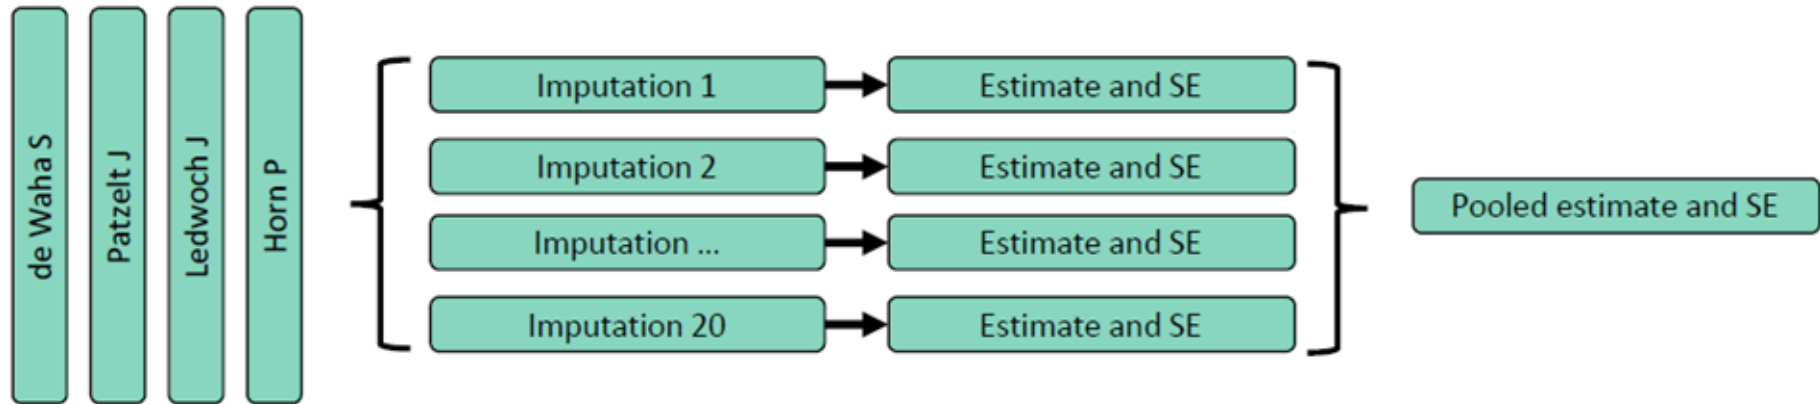 de Waha S
Patzelt J
Ledwoch J
Horn P
Imputation 1
Estimate and SE
Imputation 2
Estimate and SE
Imputation ...
Estimate and SE
Imputation 20
Estimate and SE
Pooled estimate and SE